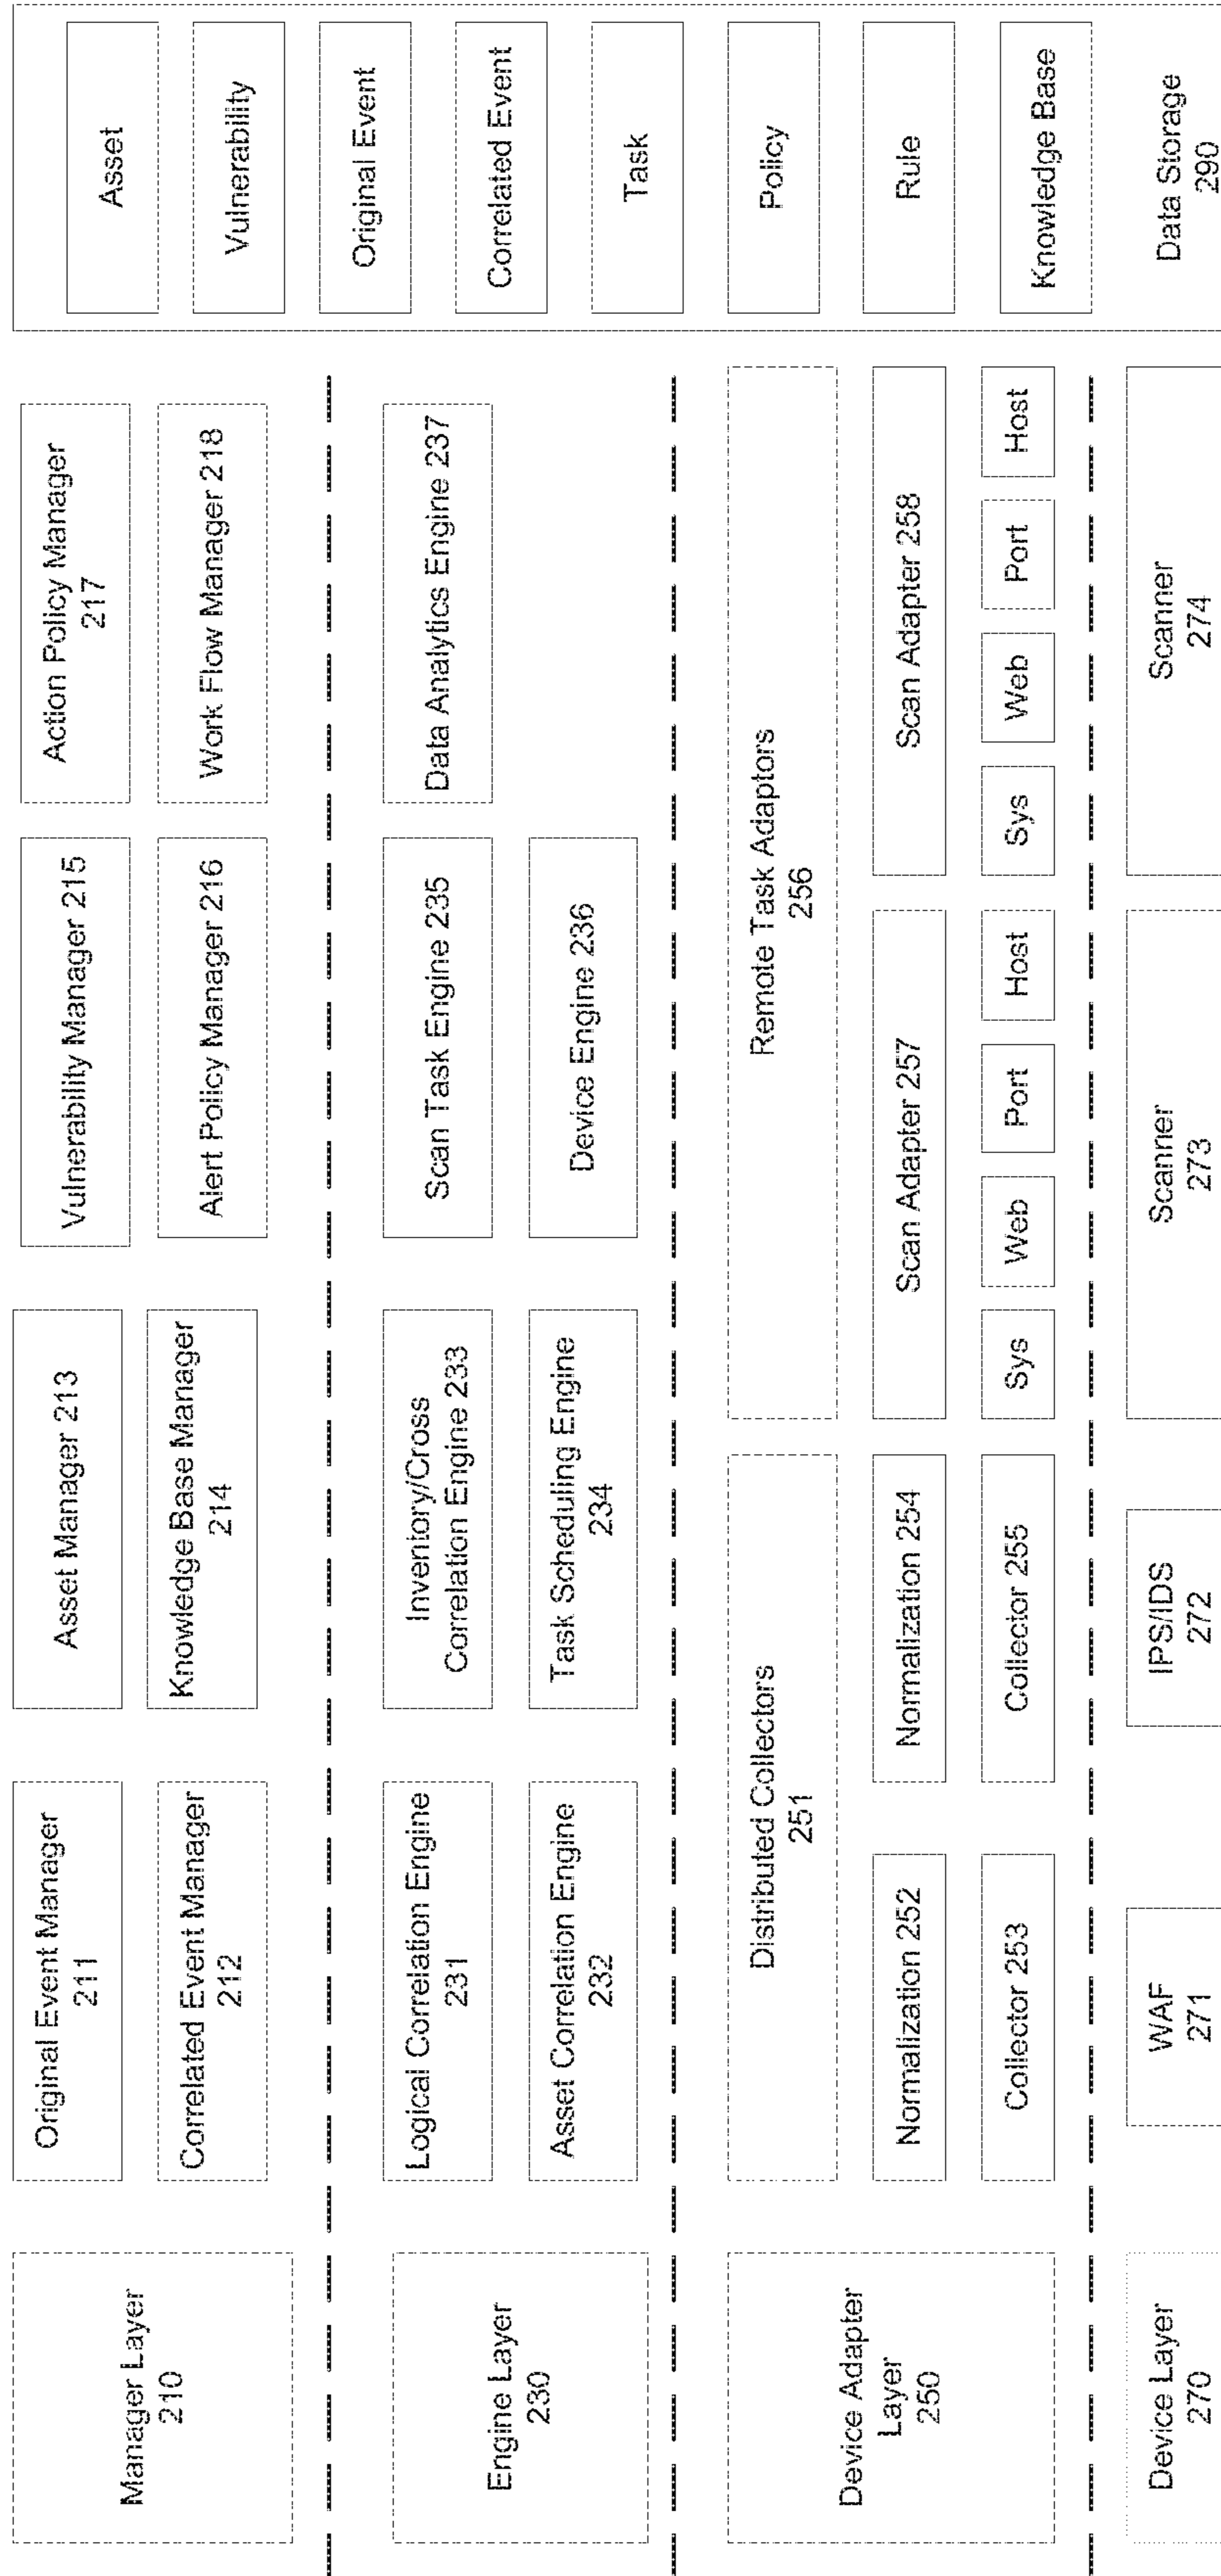 Manager Layer
210
Original Event Manager
211
Correlated Event Manager
212
Asset Manager 213
Knowledge Base Manager
214
Vulnerability Manager 215
Alert Policy Manager 216
Action Policy Manager
217
Work Flow Manager 218
Engine Layer
230
Logical Correlation Engine
231
Asset Correlation Engine
232
Inventory/Cross
Correlation Engine 233
Task Scheduling Engine
234
Scan Task Engine 235
Device Engine 236
Data Analytics Engine 237
Device Adapter
Layer
250
Distributed Collectors
251
Normalization 252
Collector 253
Normalization 254
Collector 255
Remote Task Adaptors
256
Scan Adapter 257
Sys
Web
Port
Host
Scan Adapter 258
Sys
Web
Port
Host
Device Layer
270
WAF
271
IPS/IDS
272
Scanner
273
Scanner
274
Asset
Vulnerability
Original Event
Correlated Event
Task
Policy
Rule
Knowledge Base
Data Storage
290